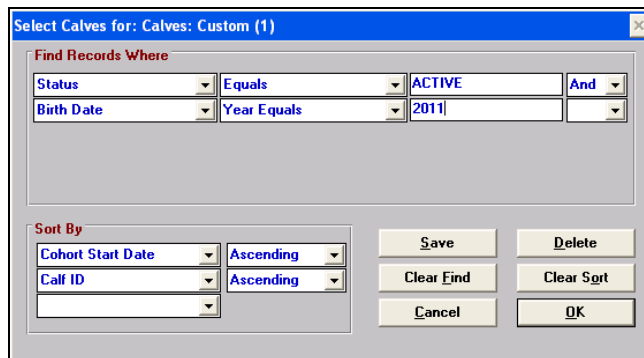 Select Calves for: Calves: Custom (1)
Find Records Where
Status Equals ACTIVE And
Birth Date Year Equals 2011
Sort By
Cohort Start Date Ascending
Calf ID Ascending
Save Delete
Clear Find Clear Sort
Cancel OK